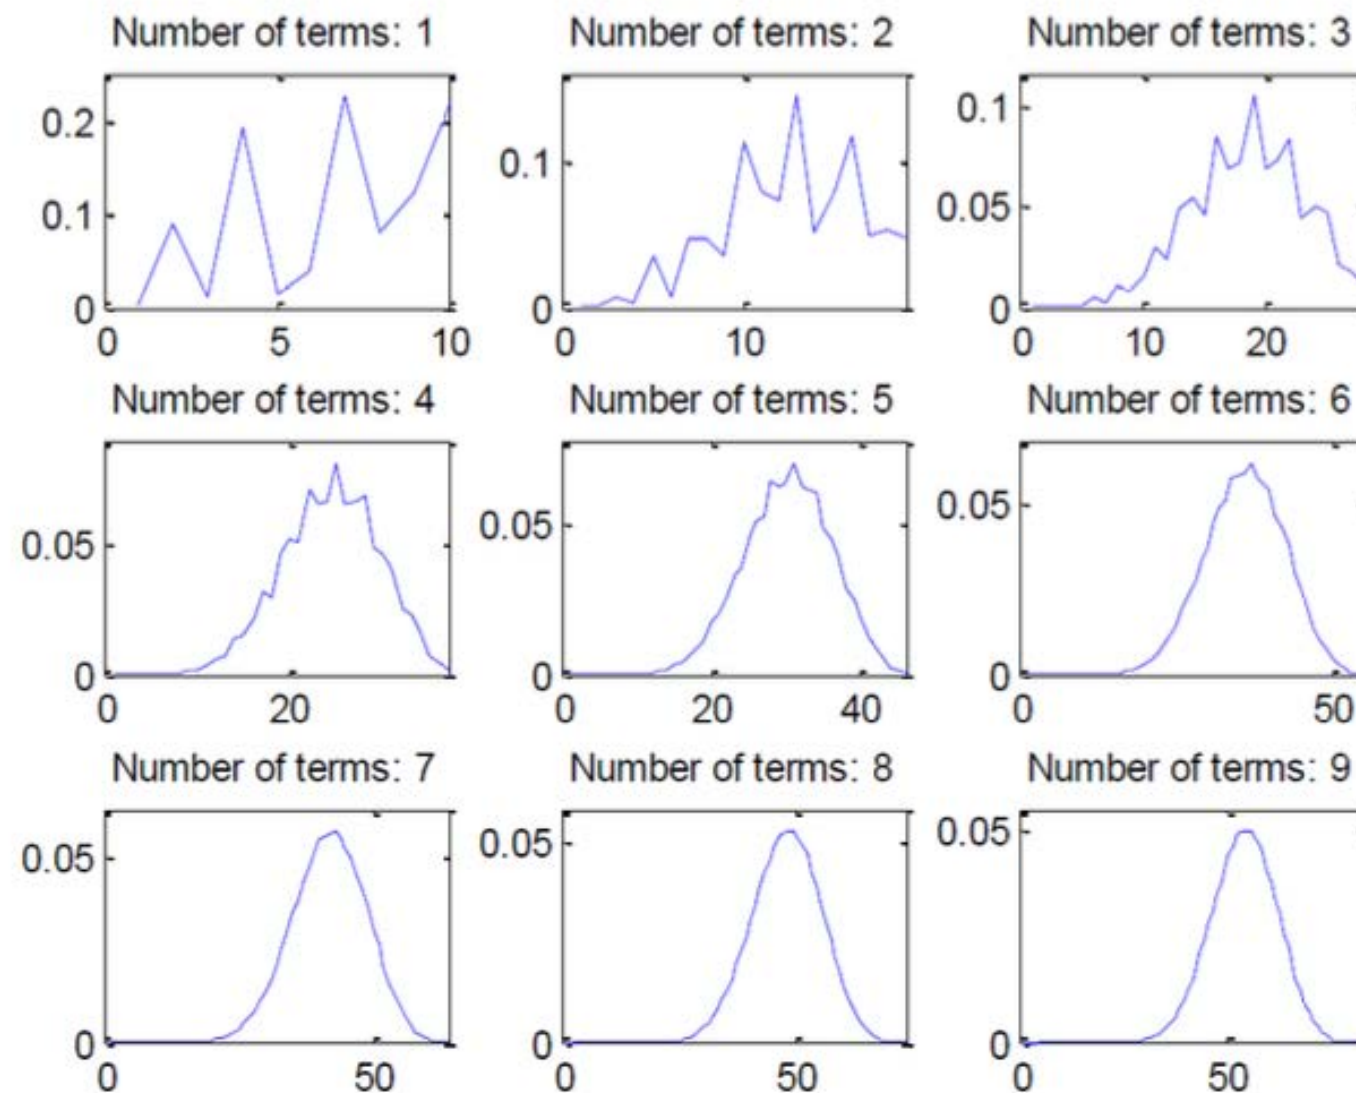 Number of terms: 1
0.2
0.1
0
0 5 10
Number of terms: 2
0.1
0
10
Number of terms: 3
0.1
0.05
0
0 10 20
Number of terms: 4
0.05
0
0 20
Number of terms: 5
0.05
0
0 20 40
Number of terms: 6
0.05
0
0 50
Number of terms: 7
0.05
0
0 50
Number of terms: 8
0.05
0
0 50
Number of terms: 9
0.05
0
0 50